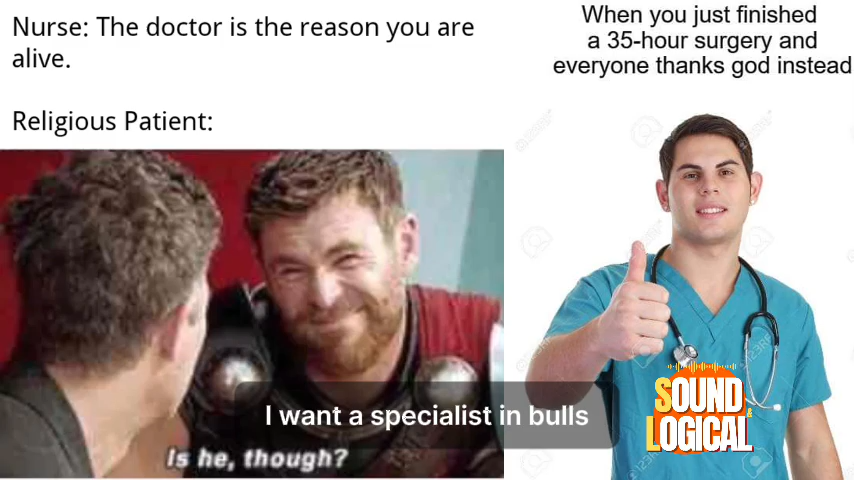 Nurse: The doctor is the reason you are
alive.
Religious Patient:
When you just finished
a 35-hour surgery and
everyone thanks god instead
I want a specialist in bulls
Is he, though?
SOUND
&
LOGICAL